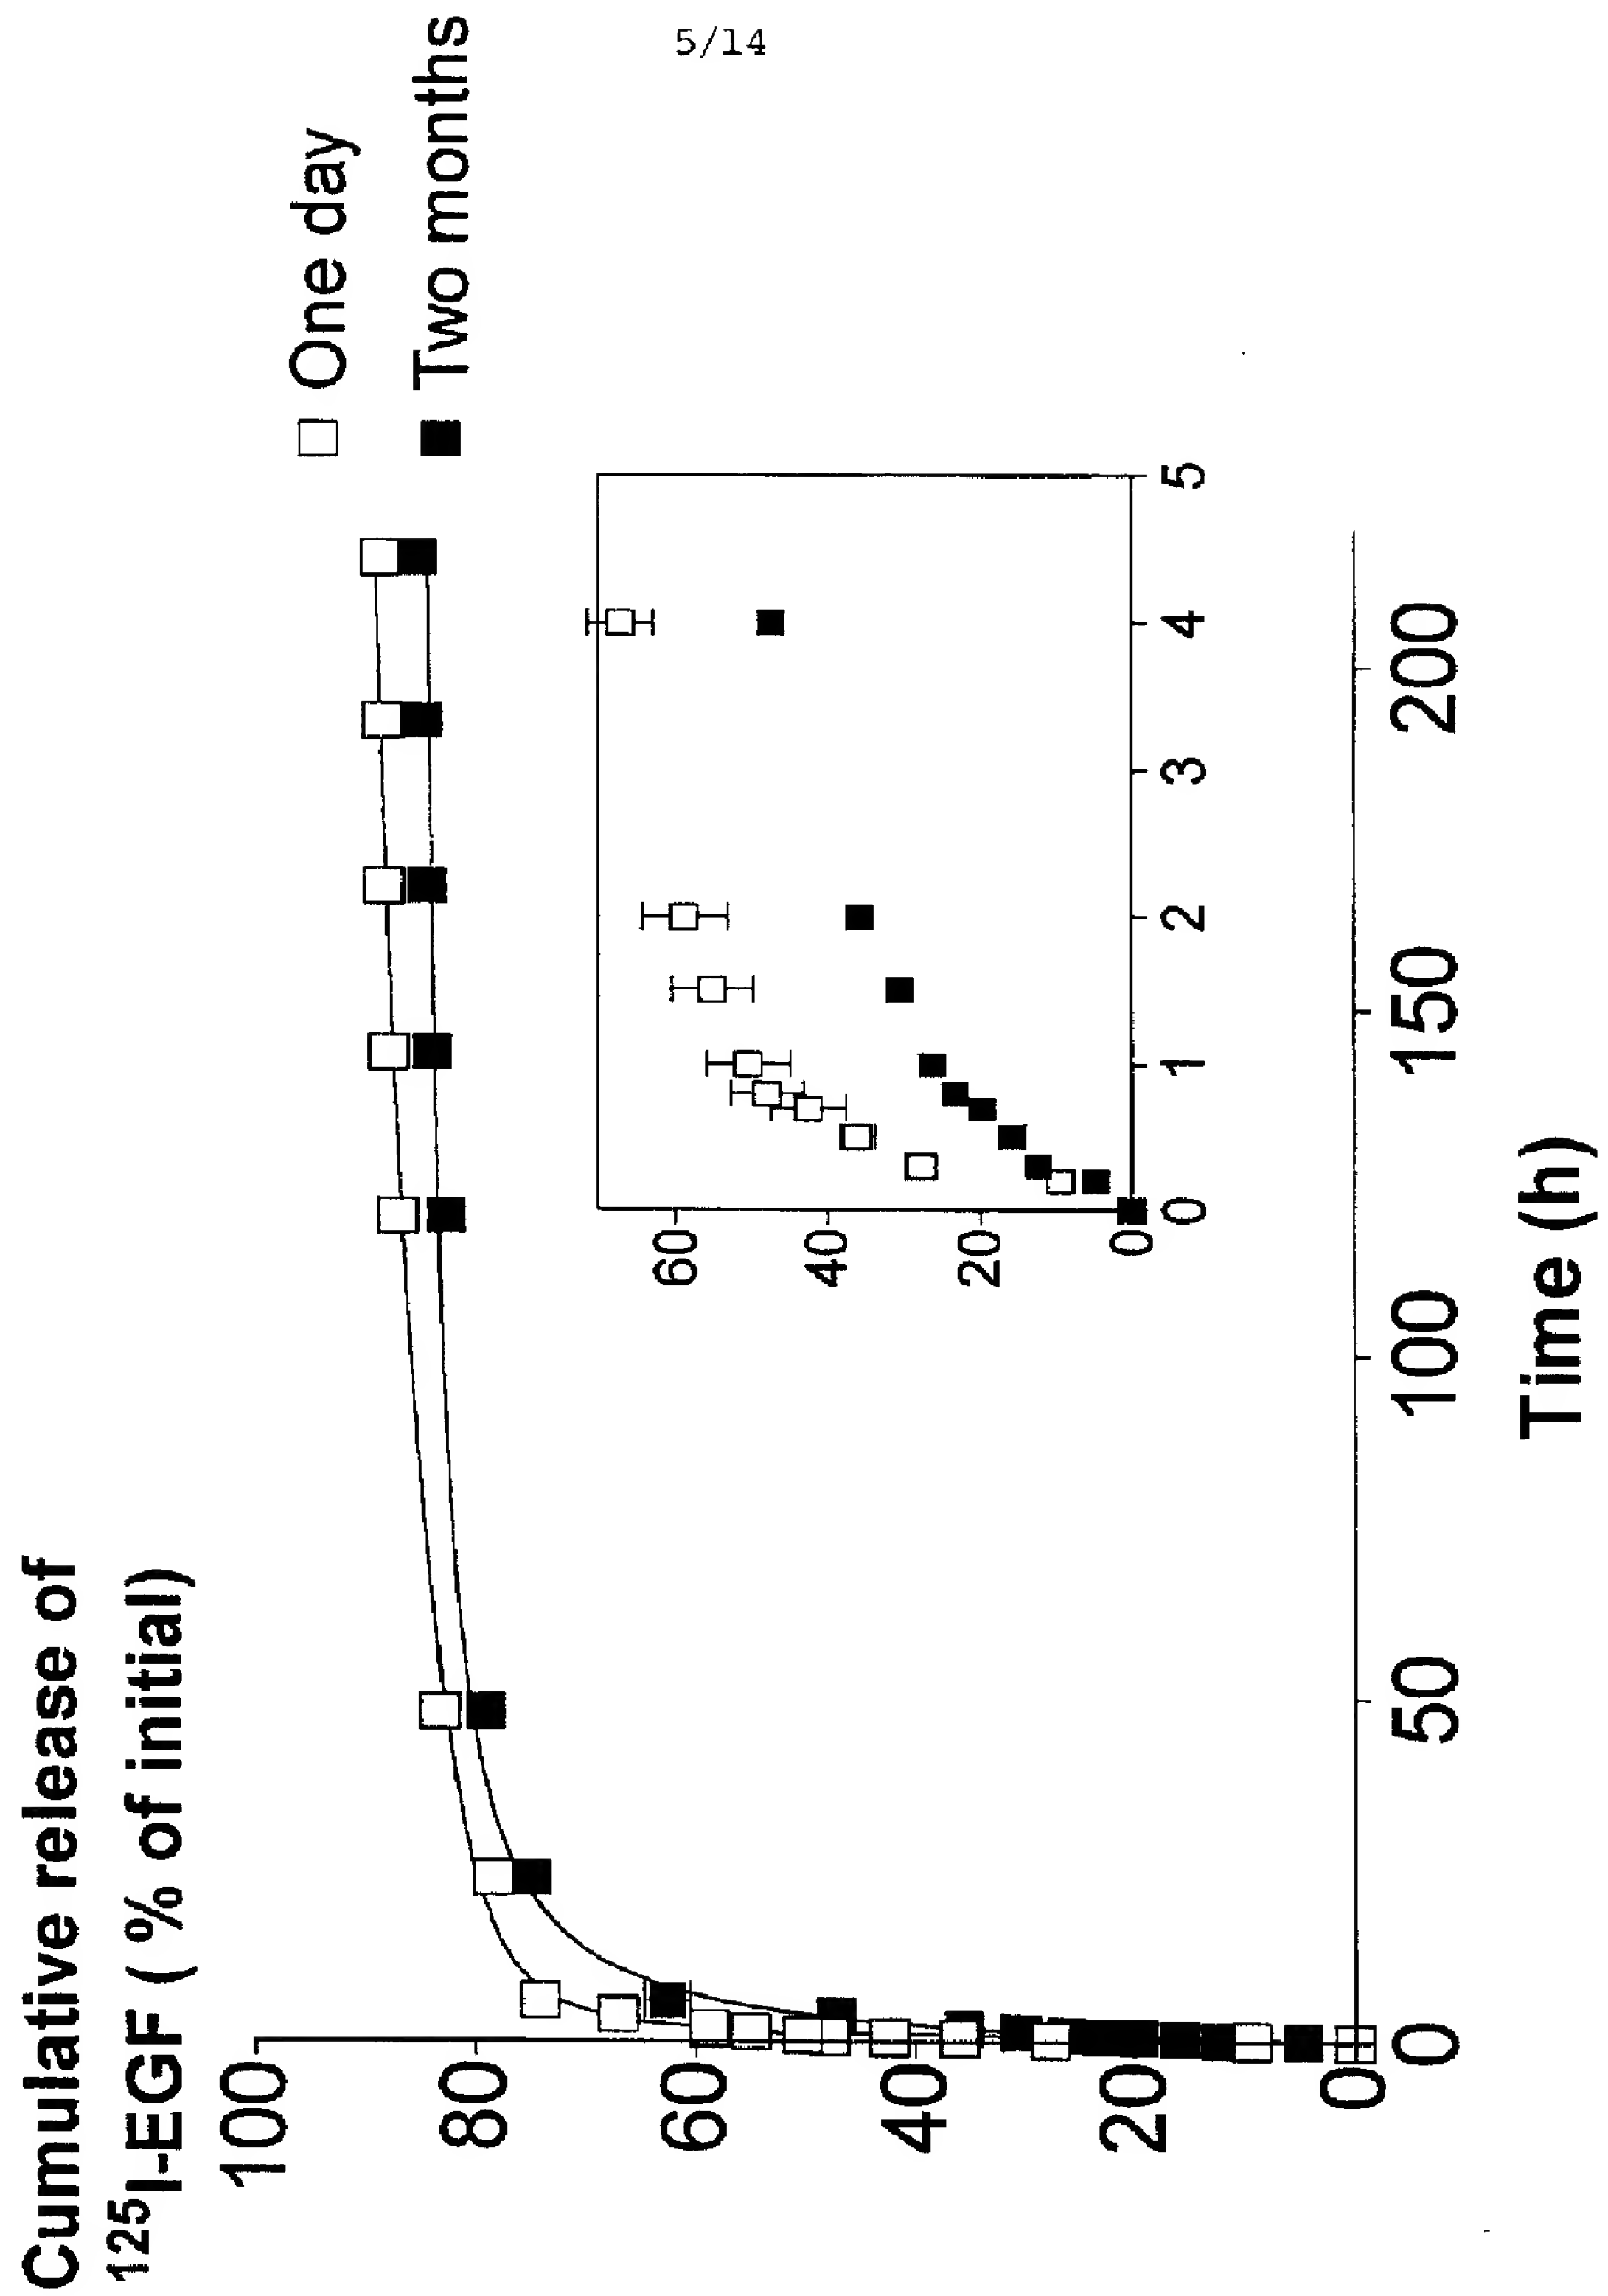 5/14
Cumulative release of
¹²⁵I-EGF ( % of initial)
One day
Two months
100
80
60
40
20
0
60
40
20
0
0 1 2 3 4 5
0 50 100 150 200
Time (h)